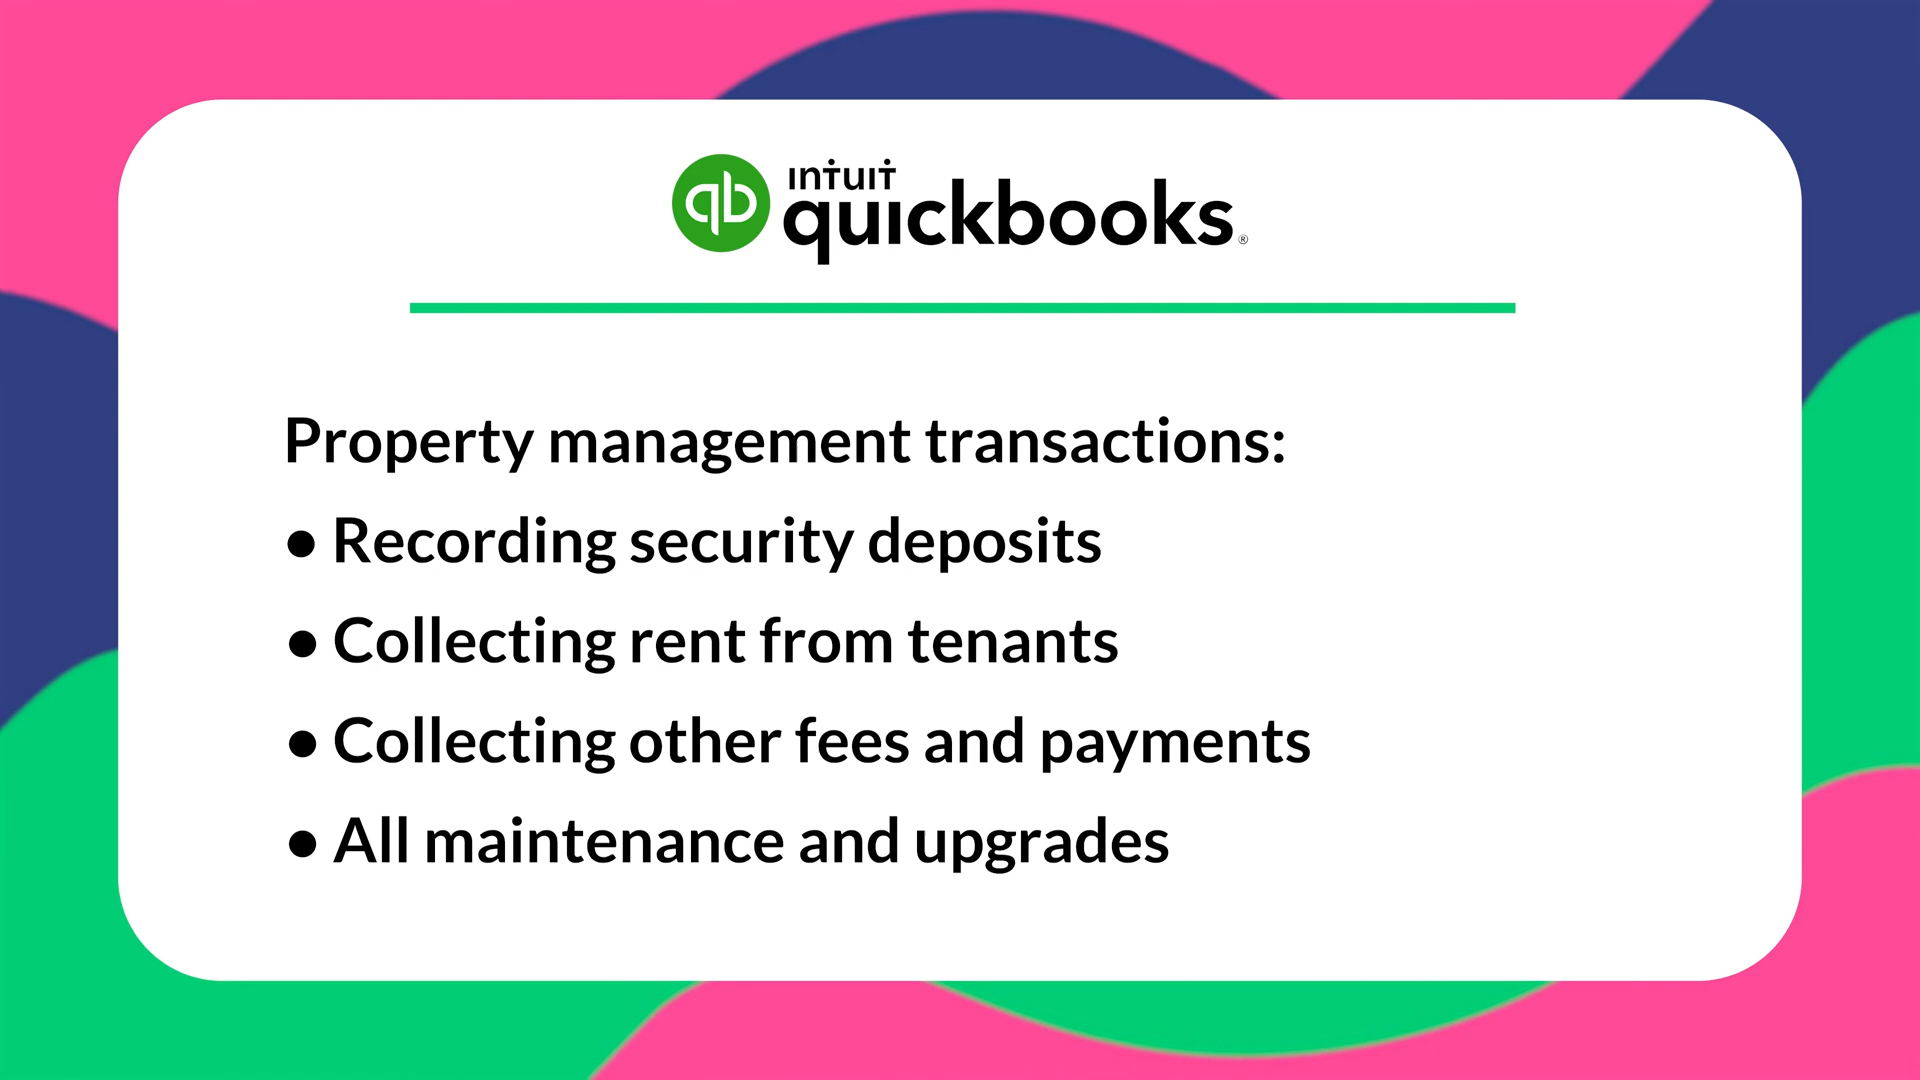 intuit
quickbooks®
Property management transactions:
• Recording security deposits
• Collecting rent from tenants
• Collecting other fees and payments
• All maintenance and upgrades